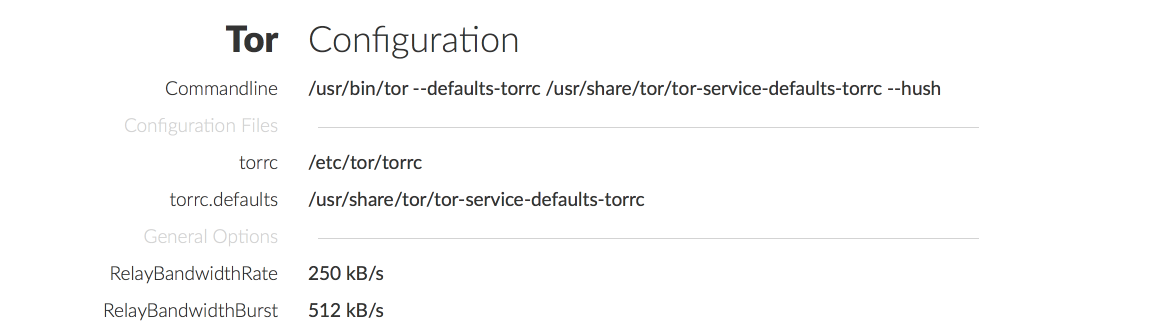 Tor Configuration
Commandline /usr/bin/tor --defaults-torrc /usr/share/tor/tor-service-defaults-torrc --hush
Configuration Files
torrc /etc/tor/torrc
torrc.defaults /usr/share/tor/tor-service-defaults-torrc
General Options
RelayBandwidthRate 250 kB/s
RelayBandwidthBurst 512 kB/s